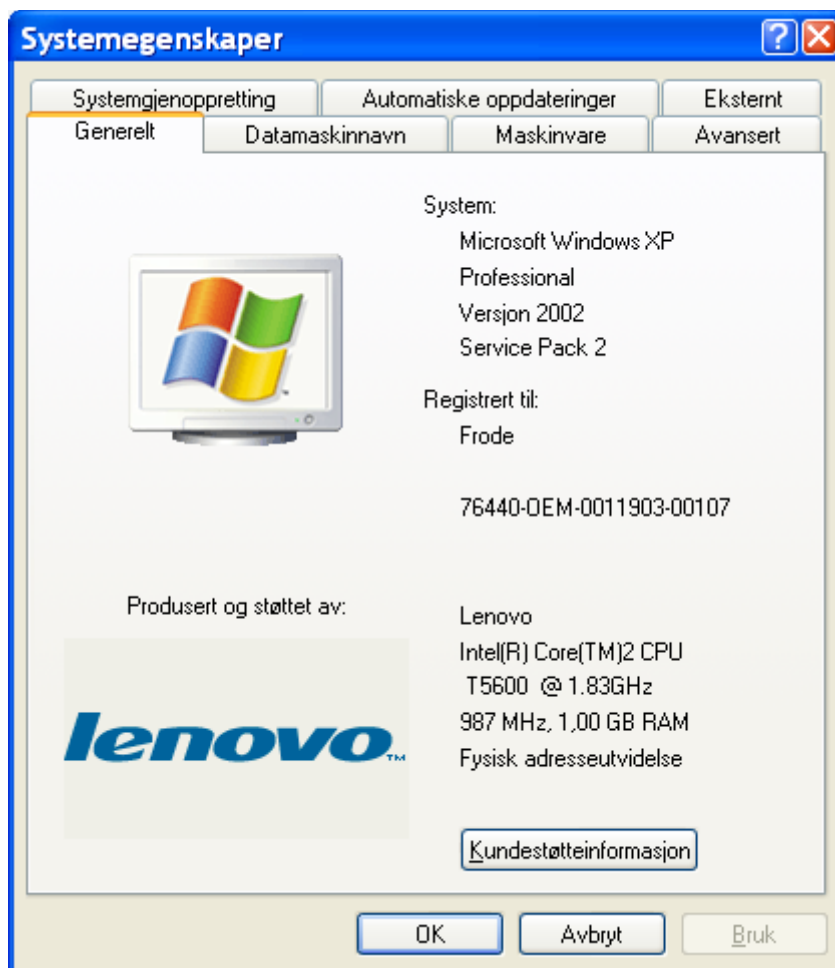 Systemegenskaper
Systemgjenoppretting
Automatiske oppdateringer
Eksternt
Generelt
Datamaskinnavn
Maskinvare
Avansert
System:
Microsoft Windows XP
Professional
Versjon 2002
Service Pack 2
Registrert til:
Frode
76440-OEM-0011903-00107
Produsert og støttet av:
lenovo™
Lenovo
Intel(R) Core(TM)2 CPU
T5600 @ 1.83GHz
987 MHz, 1,00 GB RAM
Fysisk adresseutvidelse
Kundestøtteinformasjon
OK
Avbryt
Bruk